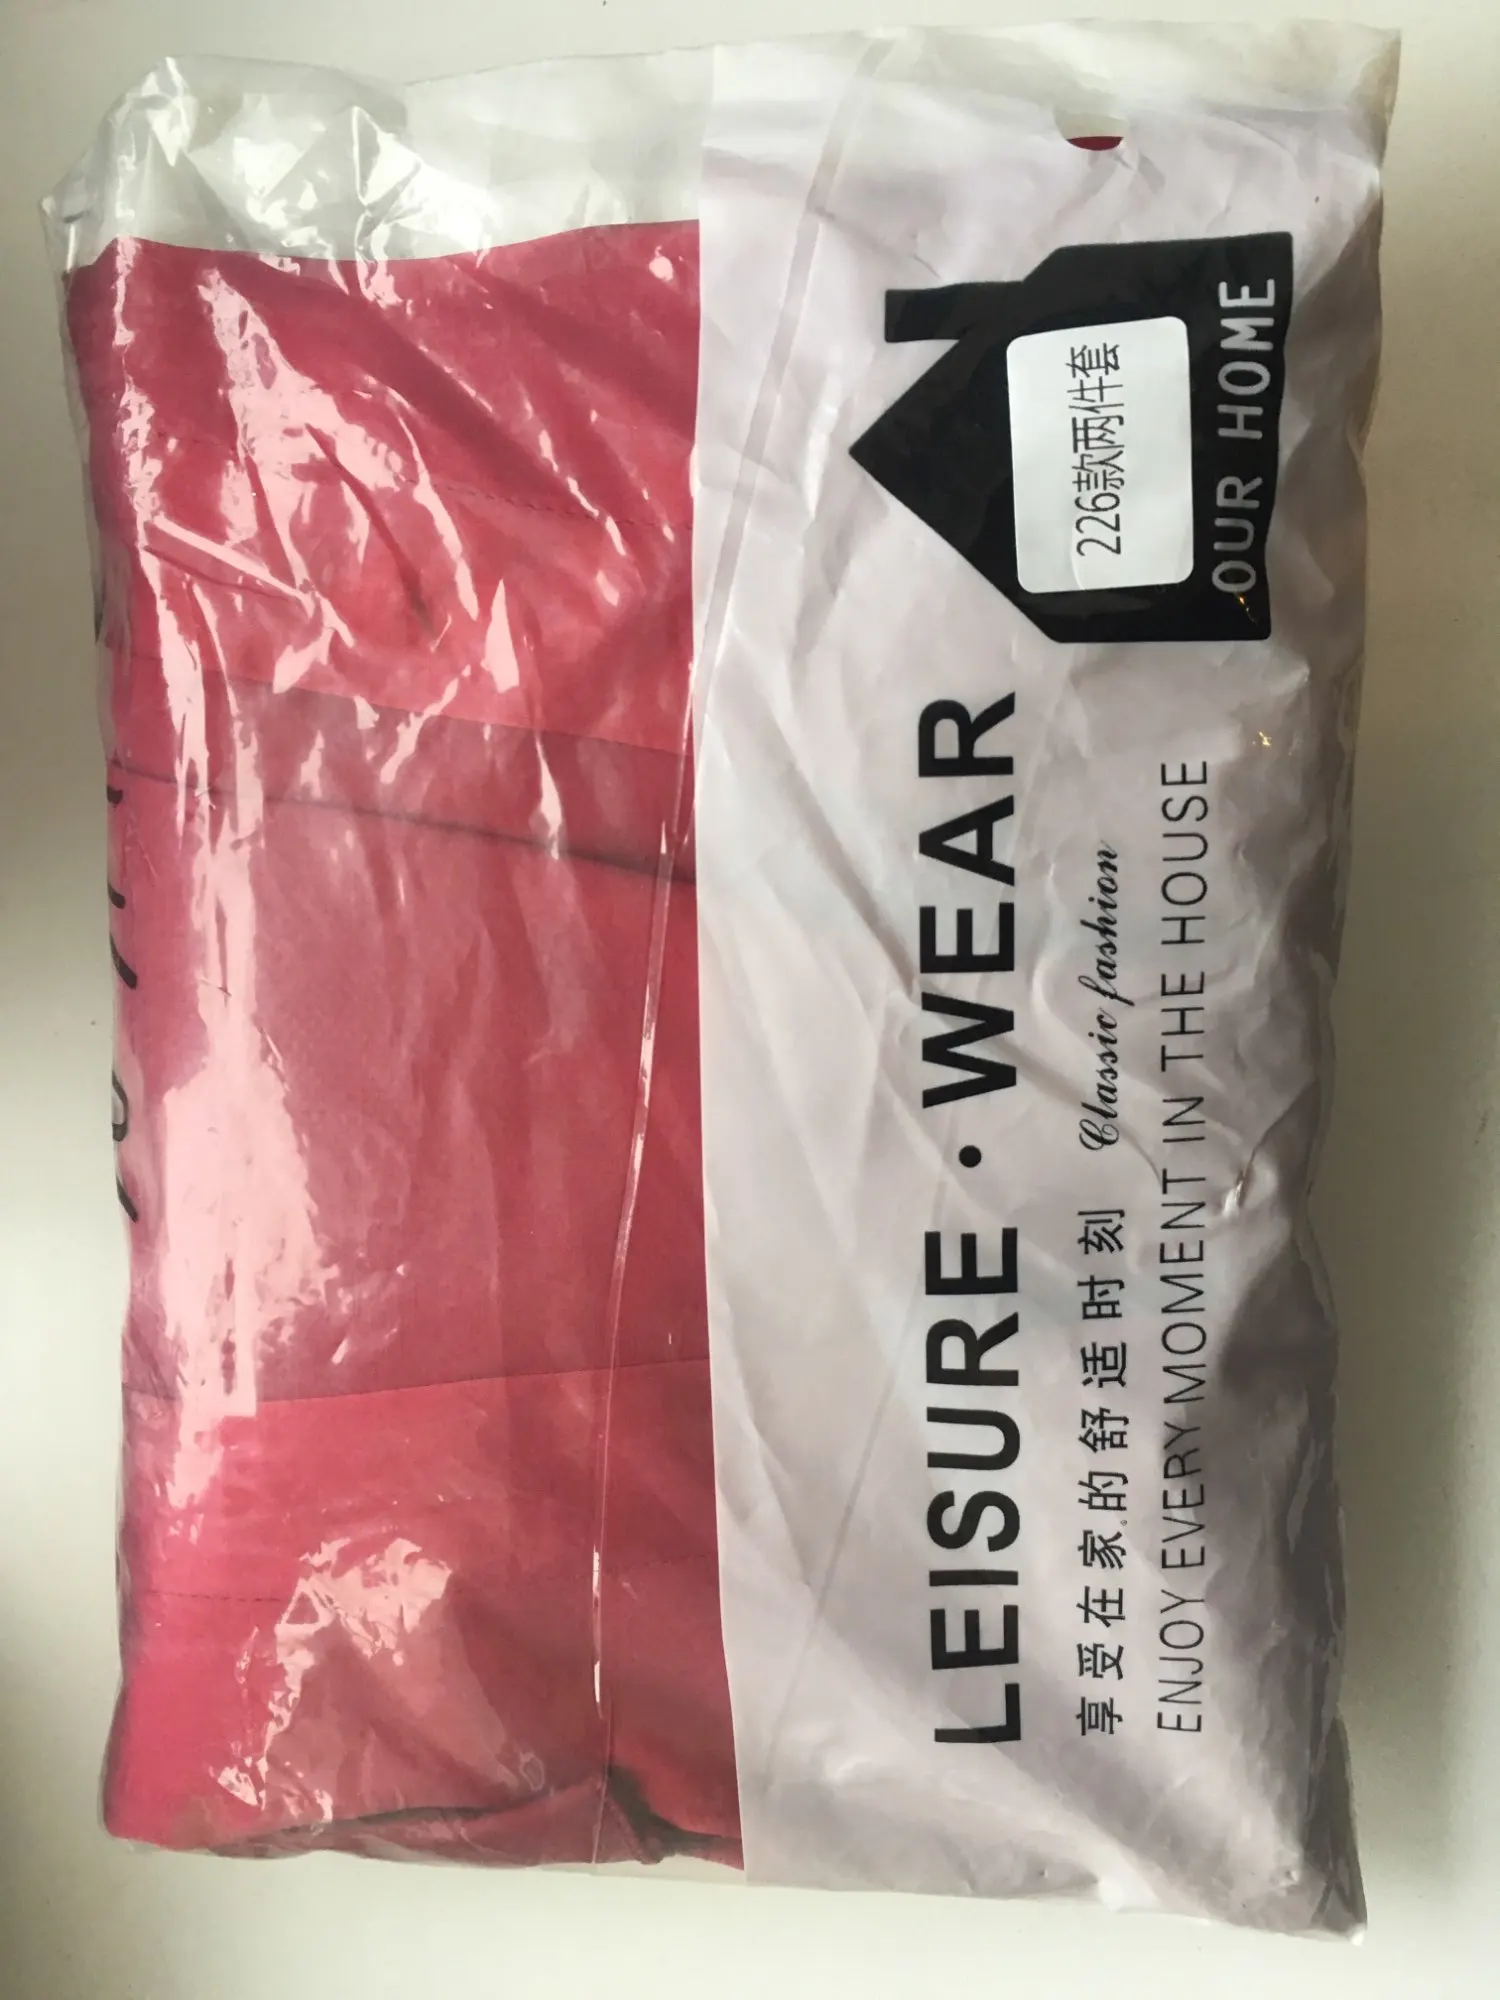 226款两件套
OUR HOME
LEISURE · WEAR
享受在家的舒适时刻 Classic fashion
ENJOY EVERY MOMENT IN THE HOUSE